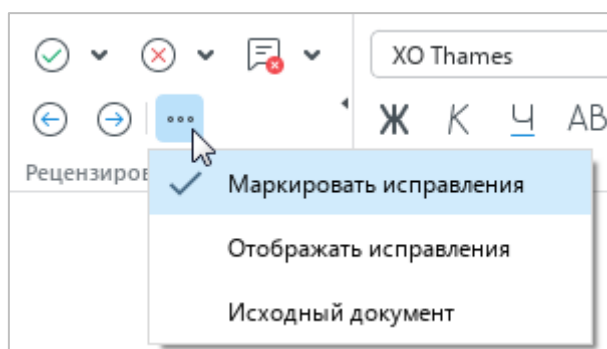 XO Thames
Ж К Ч АВ
Рецензиров
Маркировать исправления
Отображать исправления
Исходный документ